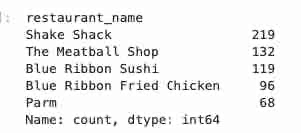 ]: restaurant_name
Shake Shack 219
The Meatball Shop 132
Blue Ribbon Sushi 119
Blue Ribbon Fried Chicken 96
Parm 68
Name: count, dtype: int64